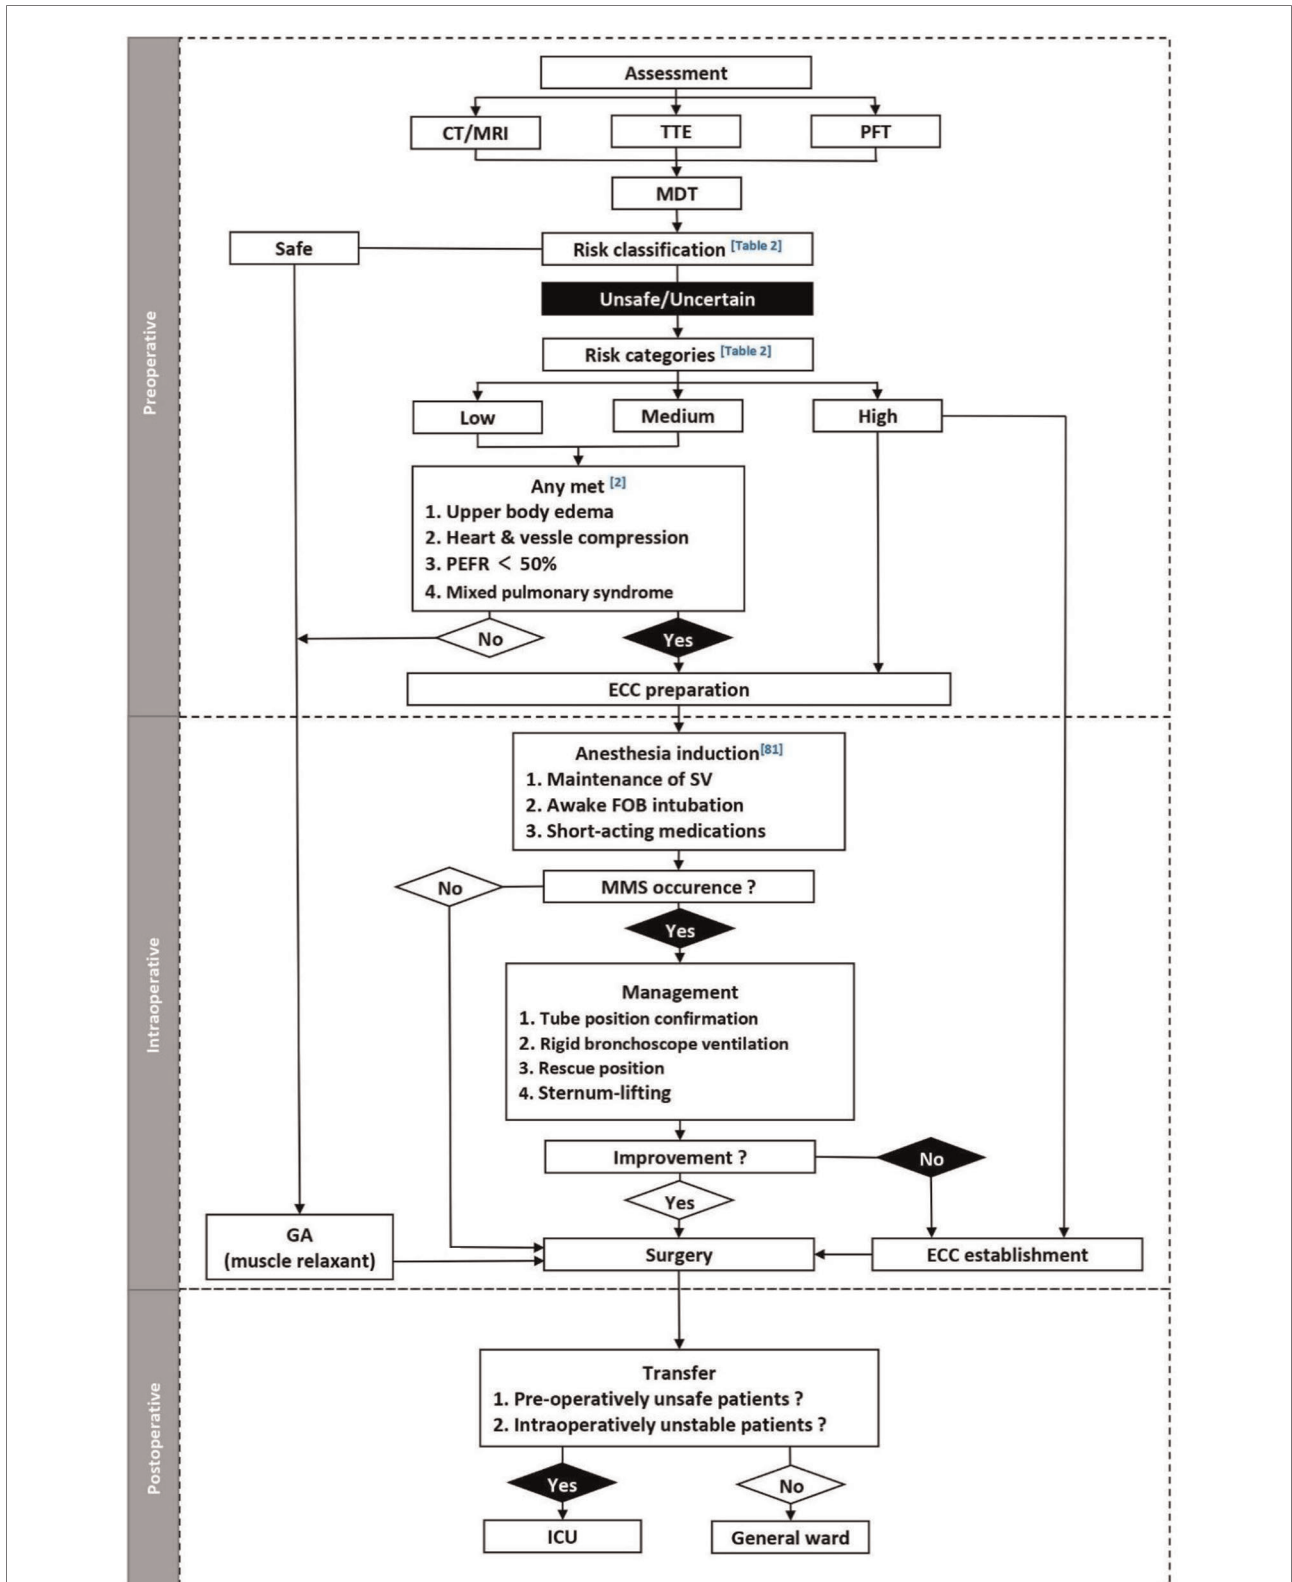 Preoperative
Assessment
CT/MRI
TTE
PFT
MDT
Safe
Risk classification [Table 2]
Unsafe/Uncertain
Risk categories [Table 2]
Low
Medium
High
Any met [2]
1. Upper body edema
2. Heart & vessle compression
3. PEFR < 50%
4. Mixed pulmonary syndrome
No
Yes
ECC preparation
Intraoperative
Anesthesia induction[81]
1. Maintenance of SV
2. Awake FOB intubation
3. Short-acting medications
No
MMS occurence ?
Yes
Management
1. Tube position confirmation
2. Rigid bronchoscope ventilation
3. Rescue position
4. Sternum-lifting
Improvement ?
No
Yes
GA
(muscle relaxant)
Surgery
ECC establishment
Postoperative
Transfer
1. Pre-operatively unsafe patients ?
2. Intraoperatively unstable patients ?
Yes
No
ICU
General ward